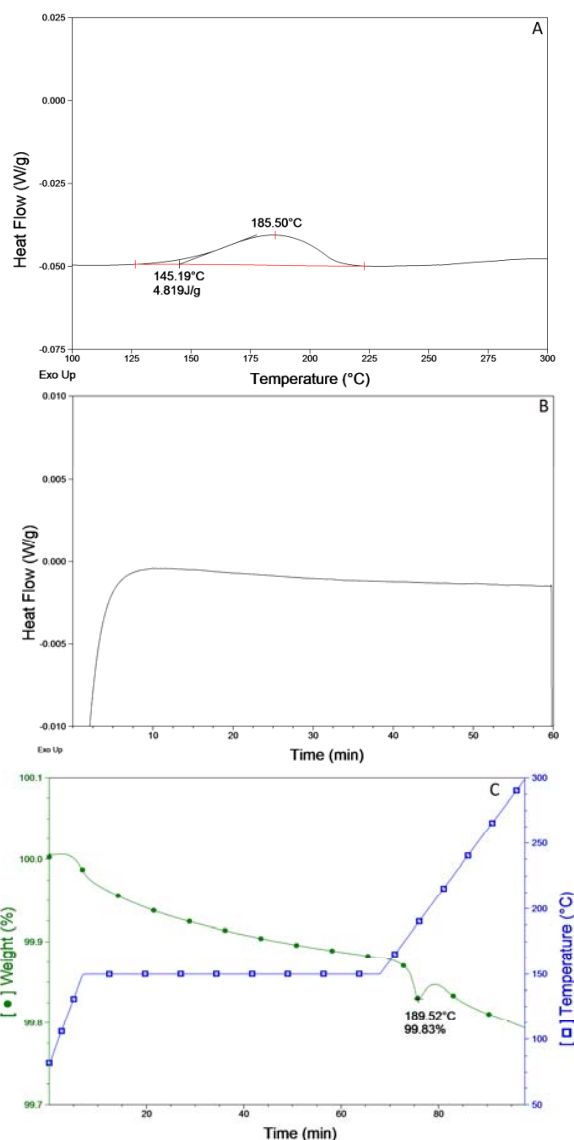 A
0.025
0.000
-0.025
-0.050
-0.075
Heat Flow (W/g)
185.50°C
145.19°C
4.819J/g
100
125
150
175
200
225
250
275
300
Exo Up
Temperature (°C)
B
0.010
0.005
0.000
-0.005
-0.010
Heat Flow (W/g)
10
20
30
40
50
60
Exo Up
Time (min)
C
100.1
100.0
99.9
99.8
99.7
[ ● ] Weight (%)
189.52°C
99.83%
300
250
200
150
100
50
[ □ ] Temperature (°C)
20
40
60
80
Time (min)